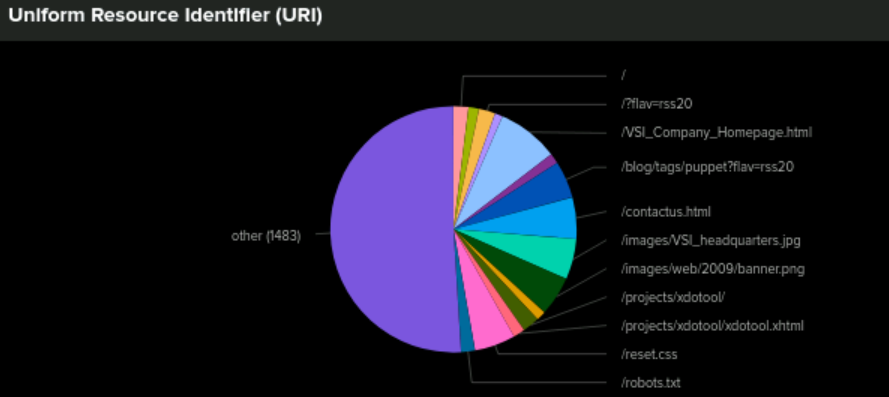 Uniform Resource Identifier (URI)
/
/?flav=rss20
/VSI_Company_Homepage.html
/blog/tags/puppet?flav=rss20
/contactus.html
other (1483)
/images/VSI_headquarters.jpg
/images/web/2009/banner.png
/projects/xdotool/
/projects/xdotool/xdotool.xhtml
/reset.css
/robots.txt